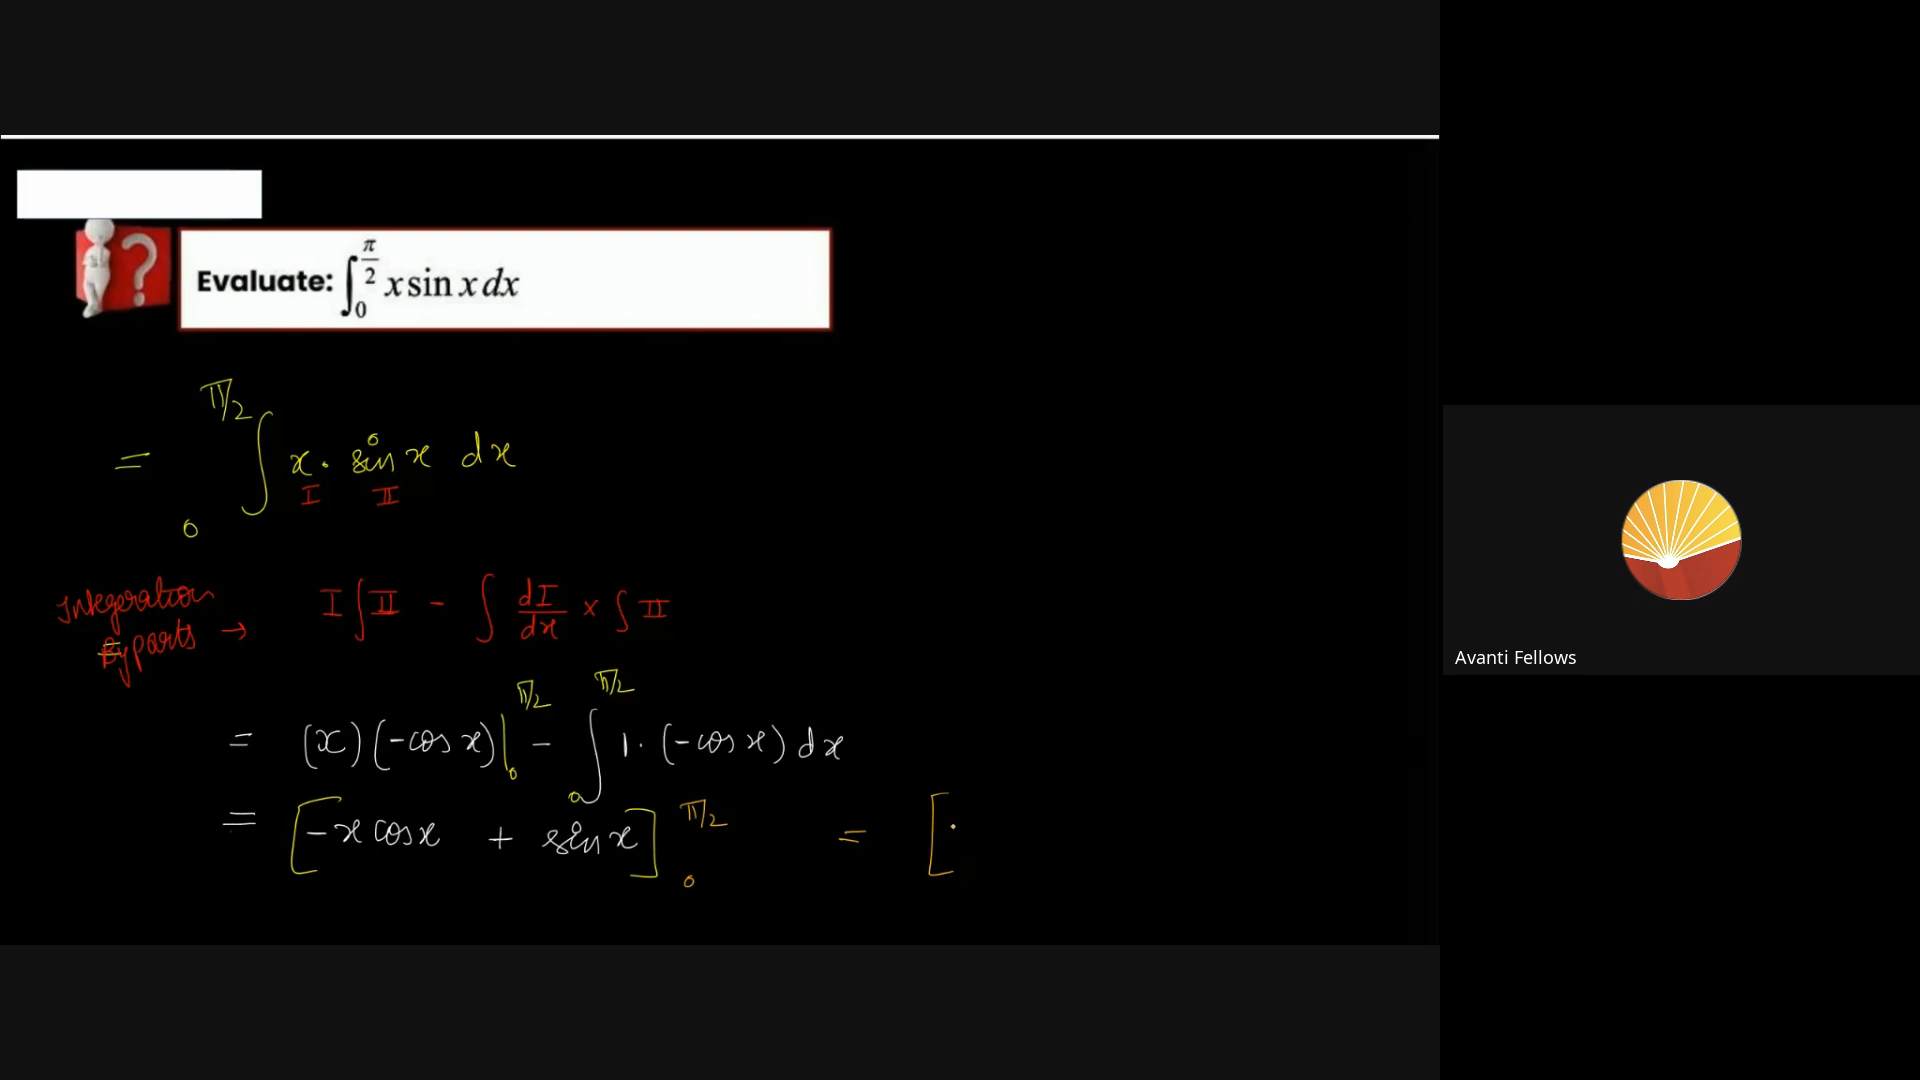 Evaluate: ∫₀^(π/2) x sin x dx
= ∫₀^(π/2) x · sin x dx
I II
Integeration By parts → I ∫ II - ∫ dI/dx × ∫ II
= (x)(-cos x)|₀^(π/2) - ∫₀^(π/2) 1 · (-cos x) dx
= [-x cos x + sin x]₀^(π/2) = [
Avanti Fellows